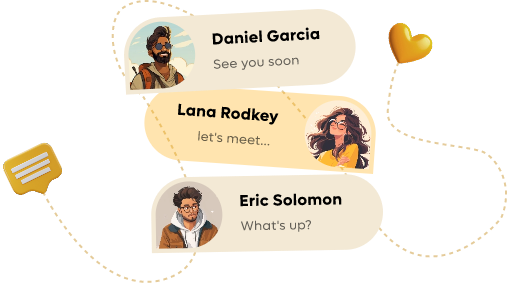 Daniel Garcia
See you soon
Lana Rodkey
let's meet...
Eric Solomon
What's up?